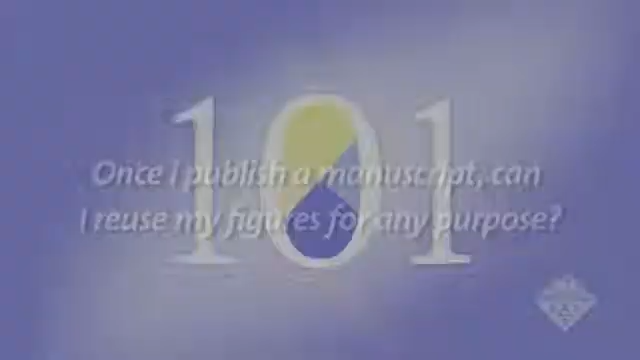 101
Once I publish a manuscript, can
I reuse my figures for any purpose?